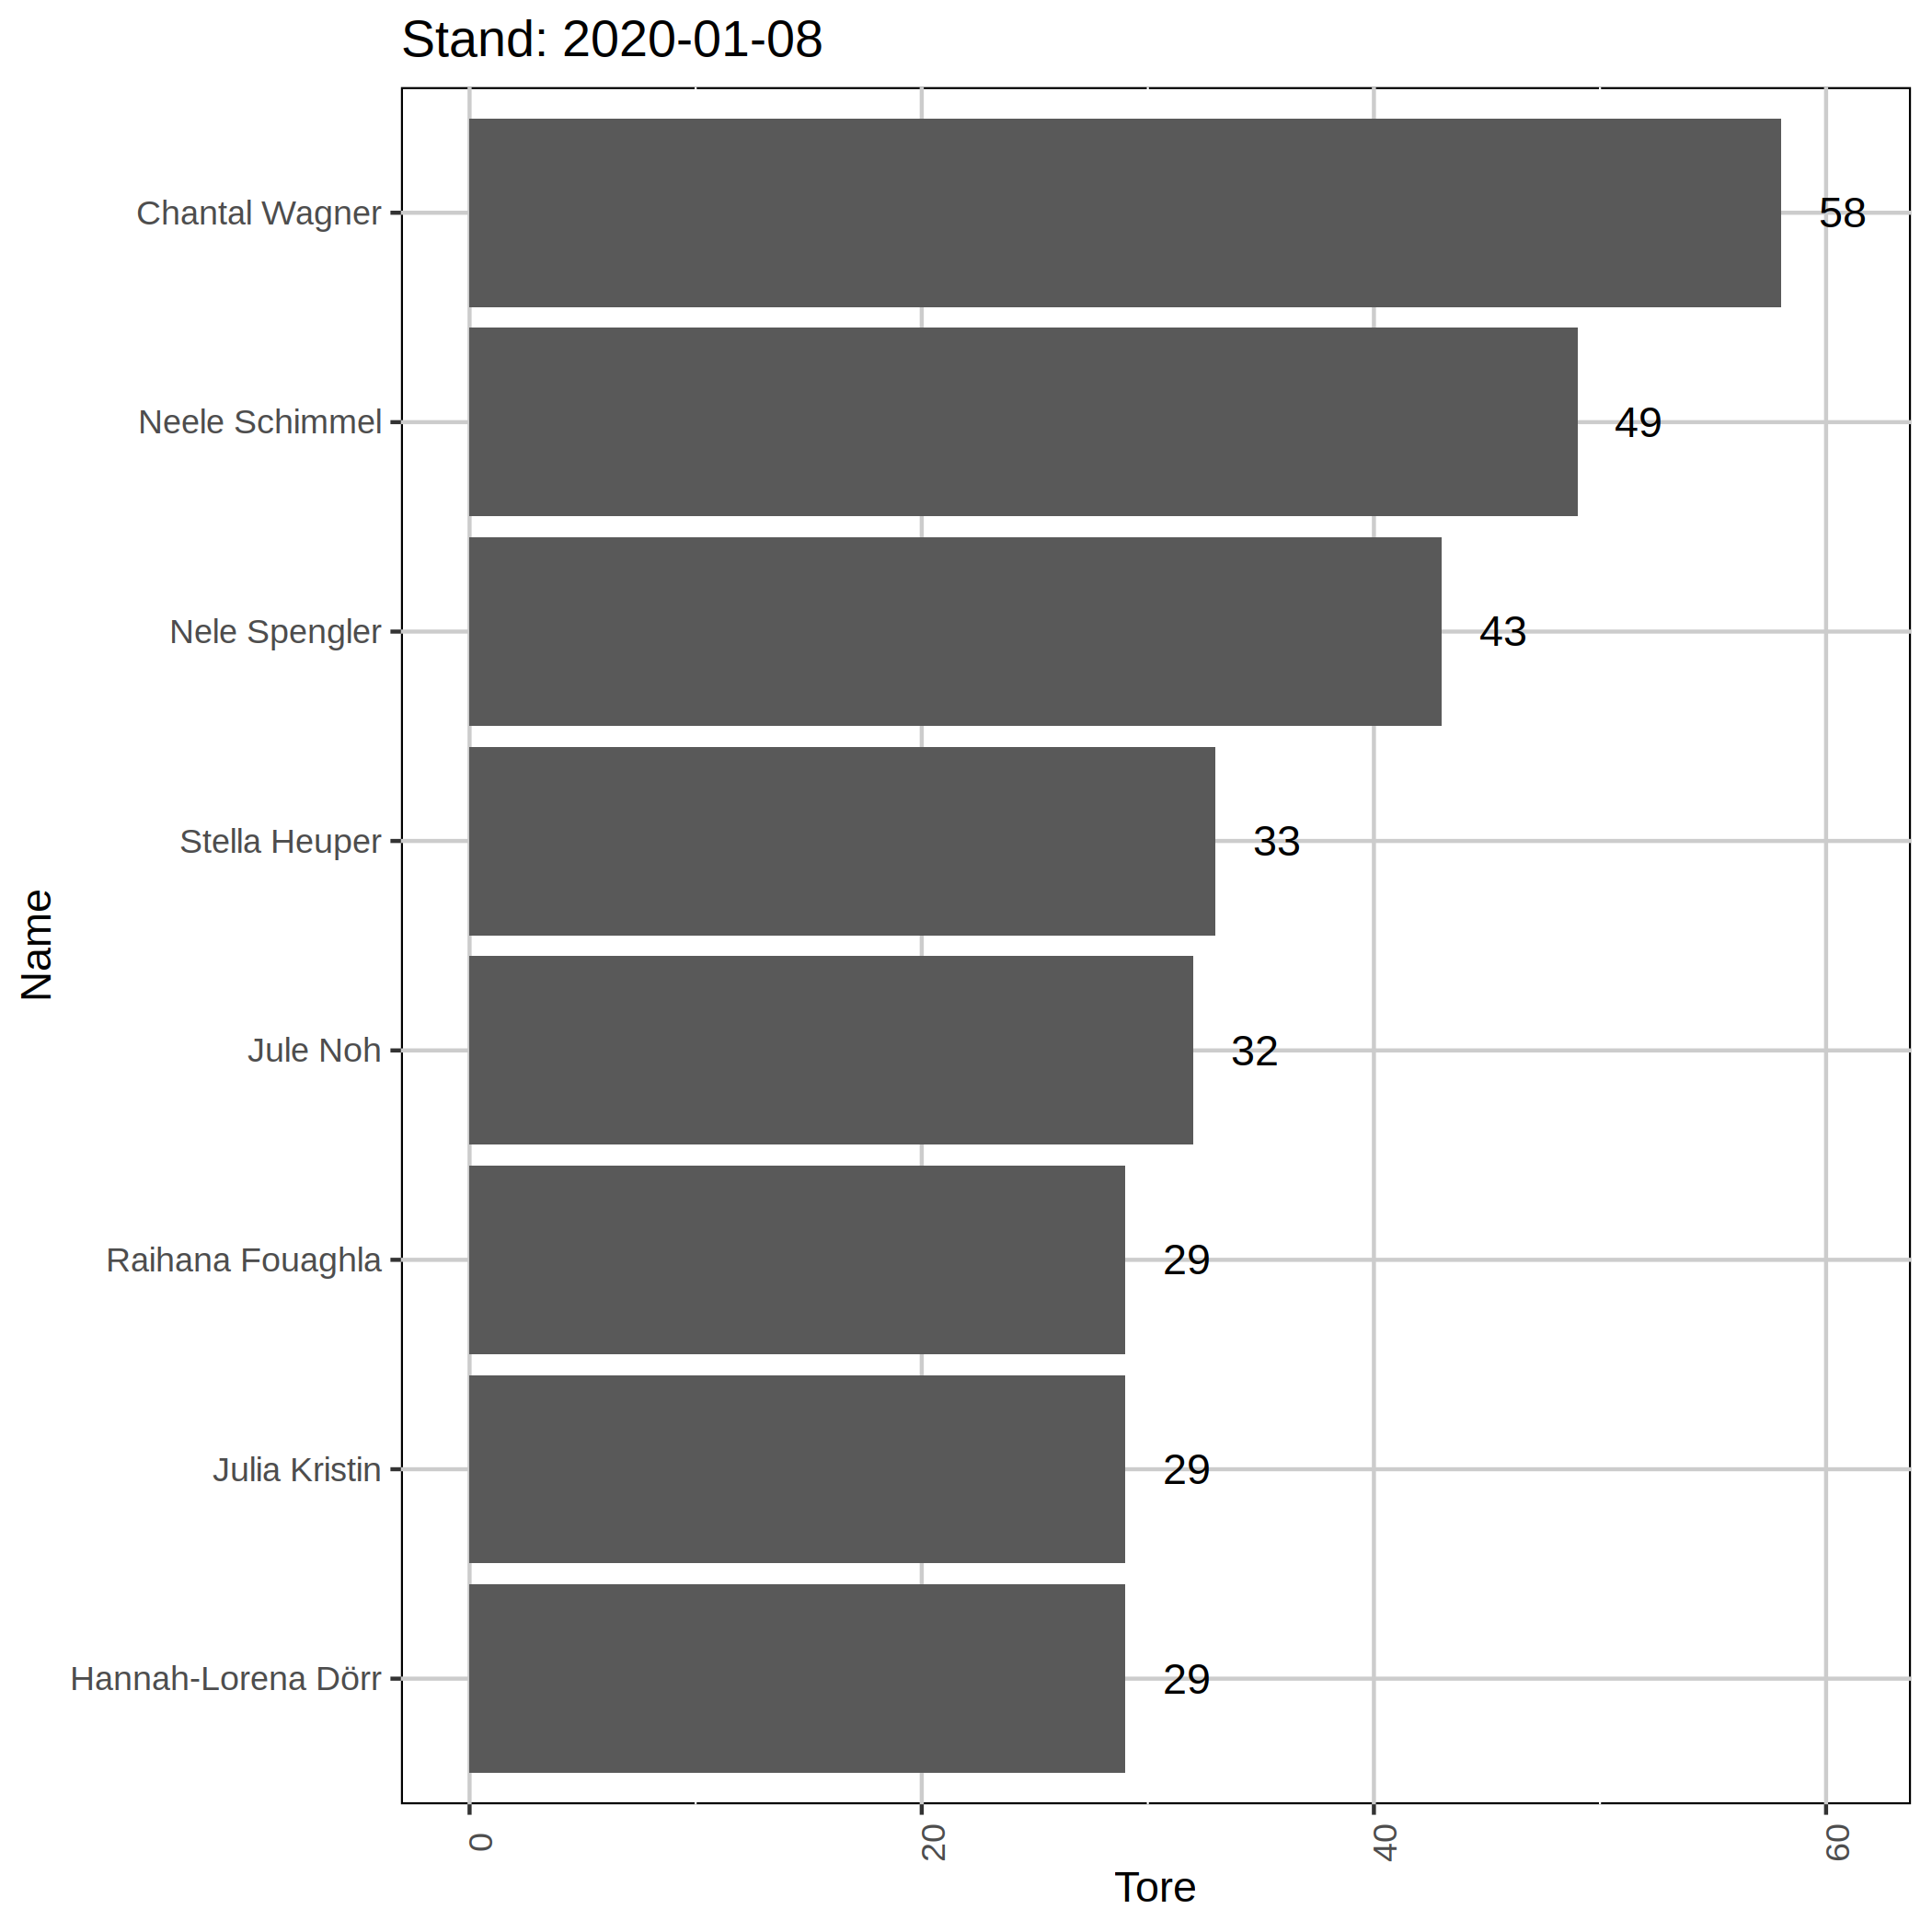 Stand: 2020-01-08
Chantal Wagner
58
Neele Schimmel
49
Nele Spengler
43
Stella Heuper
33
Jule Noh
32
Raihana Fouaghla
29
Julia Kristin
29
Hannah-Lorena Dörr
29
Name
0
20
40
60
Tore